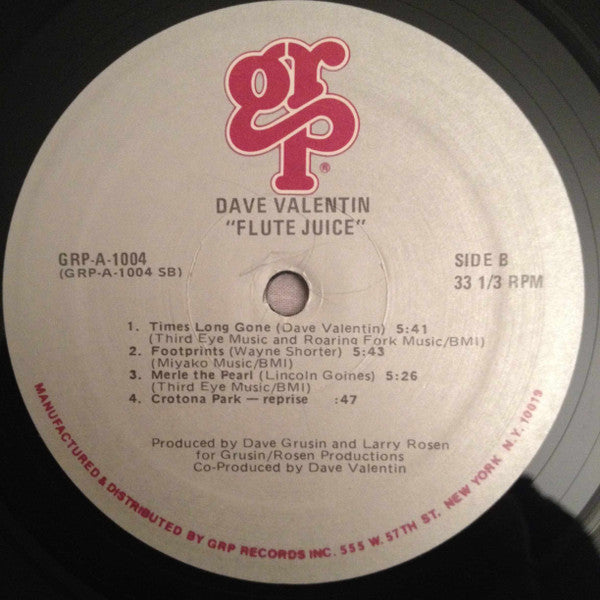 grp®
DAVE VALENTIN
"FLUTE JUICE"
GRP-A-1004
(GRP-A-1004 SB)
SIDE B
33 1/3 RPM
1. Times Long Gone (Dave Valentin) 5:41
(Third Eye Music and Roaring Fork Music/BMI)
2. Footprints (Wayne Shorter) 5:43
(Miyako Music/BMI)
3. Merle the Pearl (Lincoln Goines) 5:26
(Third Eye Music/BMI)
4. Crotona Park — reprise :47
Produced by Dave Grusin and Larry Rosen
for Grusin/Rosen Productions
Co-Produced by Dave Valentin
MANUFACTURED & DISTRIBUTED BY GRP RECORDS INC. 555 W. 57TH ST. NEW YORK N.Y. 10019